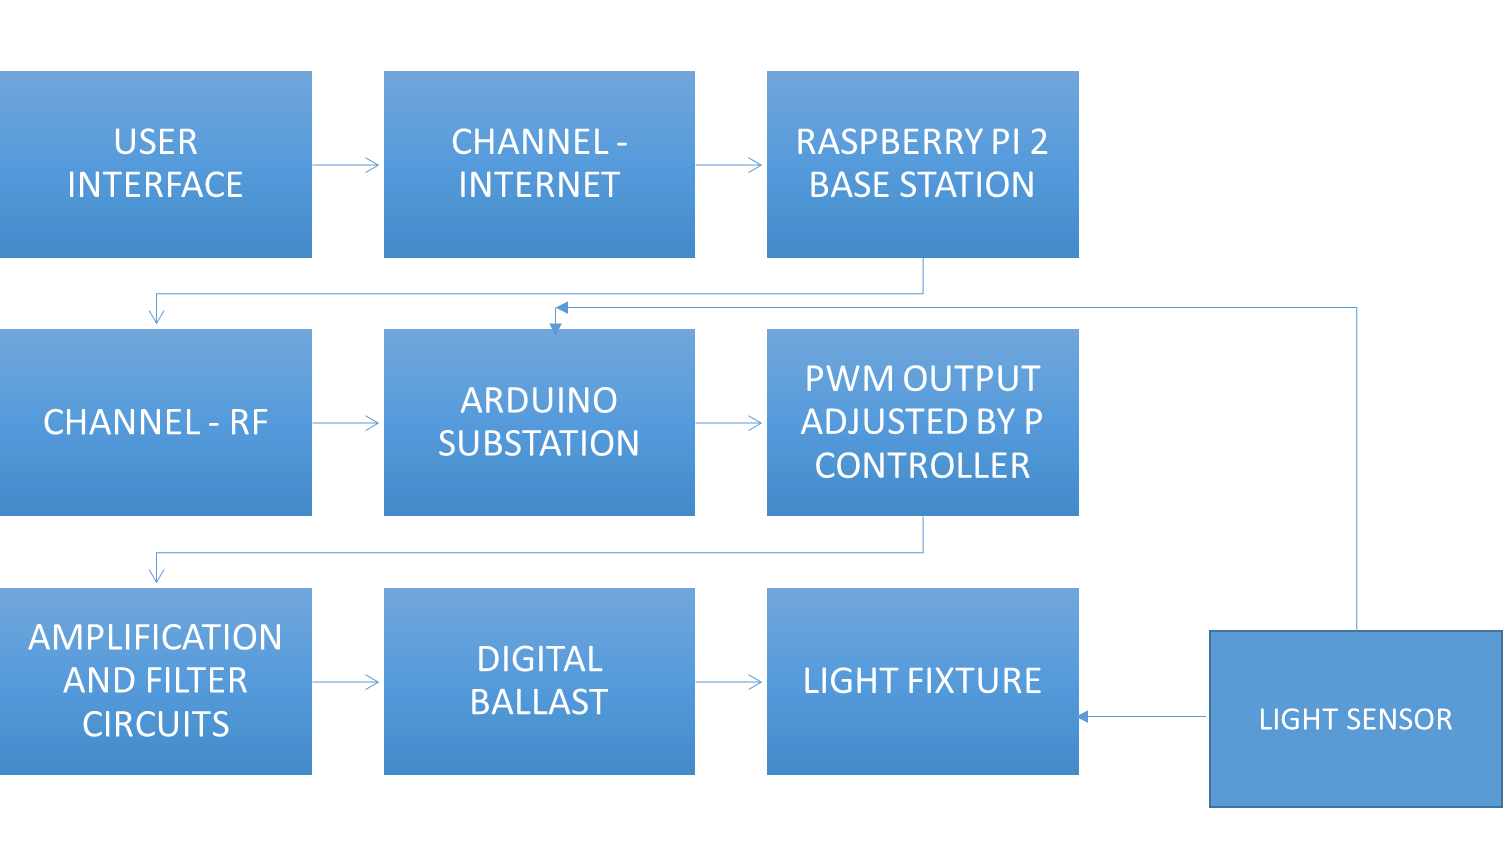 USER
INTERFACE
CHANNEL -
INTERNET
RASPBERRY PI 2
BASE STATION
CHANNEL - RF
ARDUINO
SUBSTATION
PWM OUTPUT
ADJUSTED BY P
CONTROLLER
AMPLIFICATION
AND FILTER
CIRCUITS
DIGITAL
BALLAST
LIGHT FIXTURE
LIGHT SENSOR